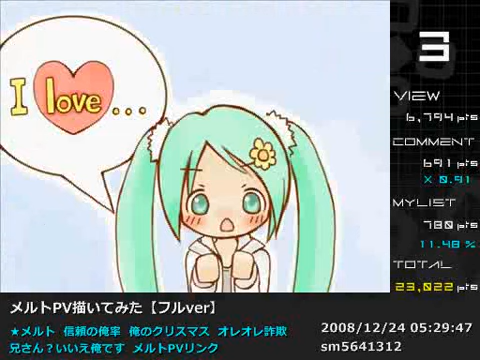 I love...
3
VIEW
6,794 pts
COMMENT
691 pts
X 0.91
MYLIST
780 pts
11.48 %
TOTAL
23,022 pts
メルトPV描いてみた【フルver】
★メルト 信頼の俺率 俺のクリスマス オレオレ詐欺
兄さん？いいえ俺です メルトPVリンク
2008/12/24 05:29:47
sm5641312